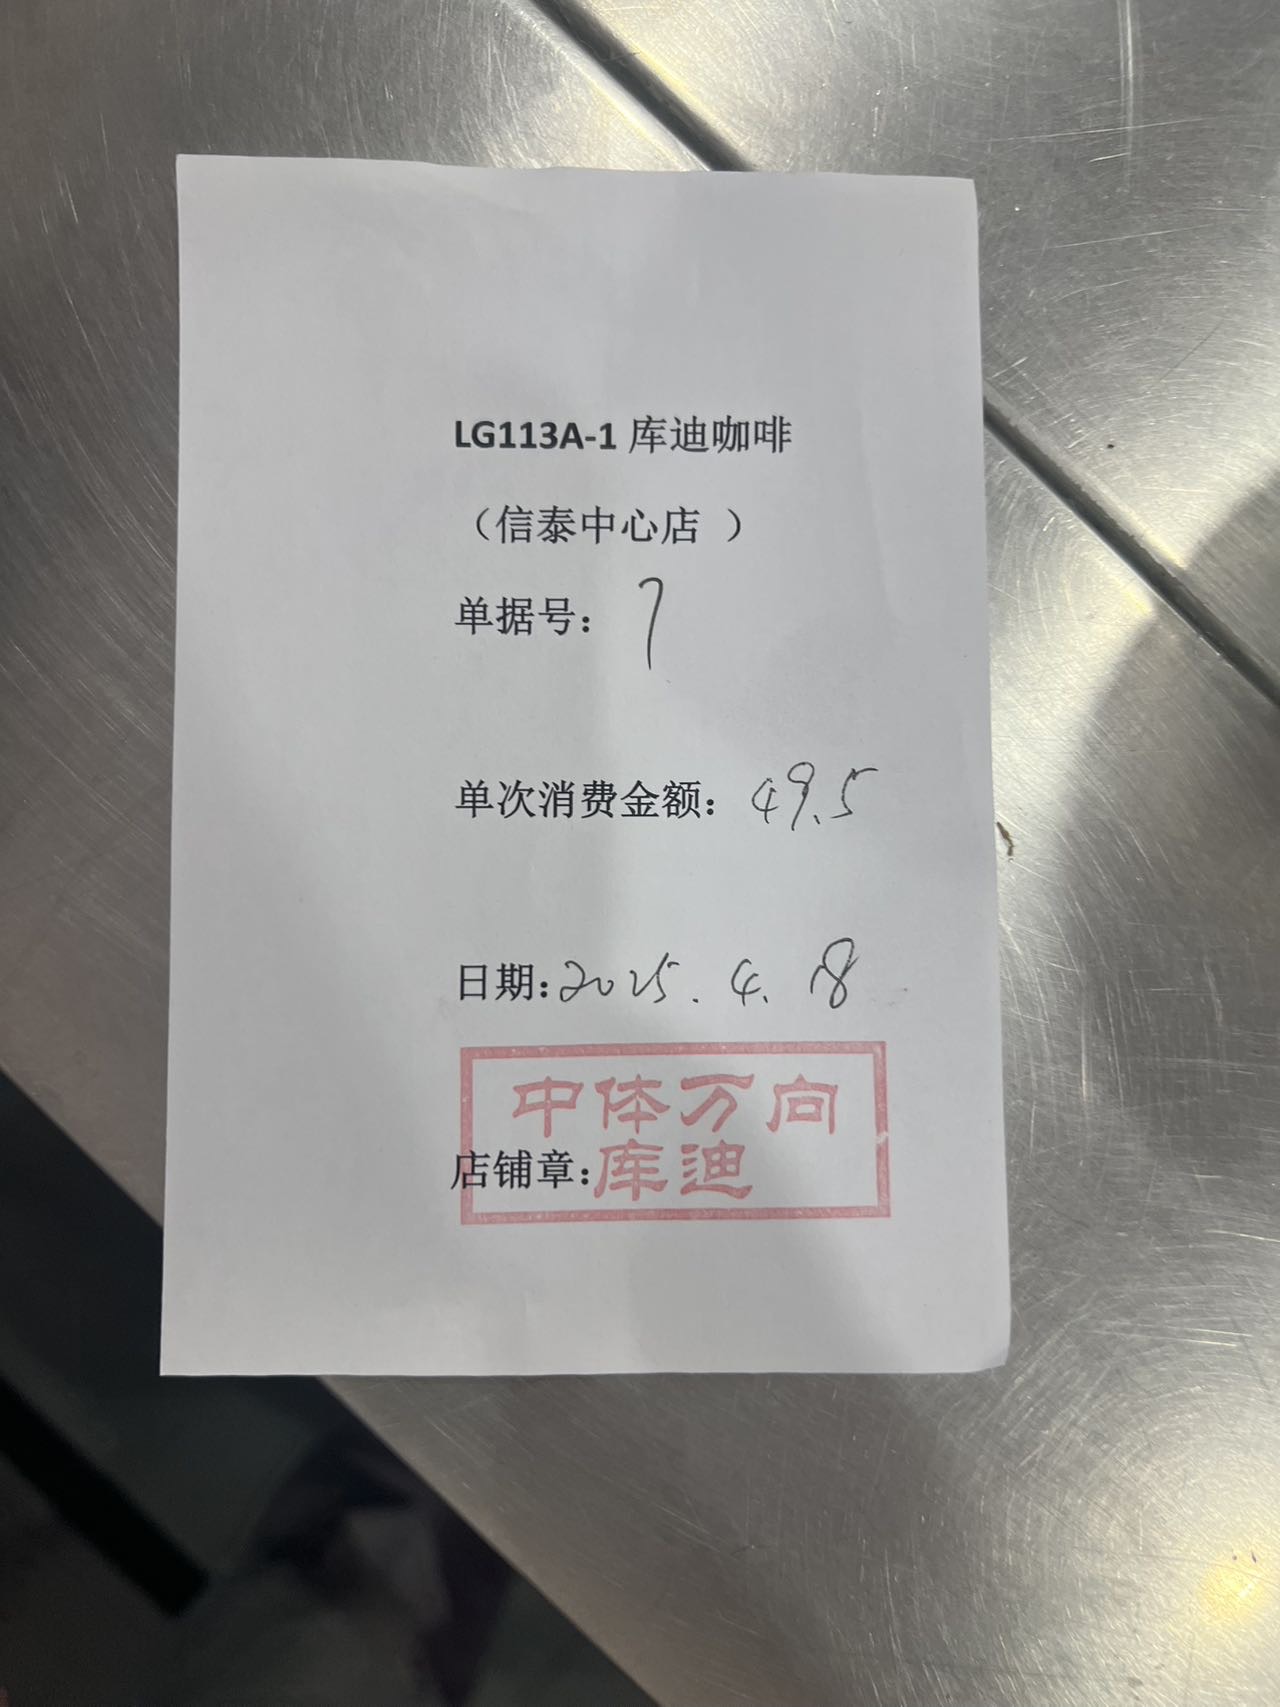 LG113A-1 库迪咖啡
（信泰中心店 ）
单据号： 7
单次消费金额： 49.5
日期: 2025. 4. 18
中体万向
店铺章: 库迪